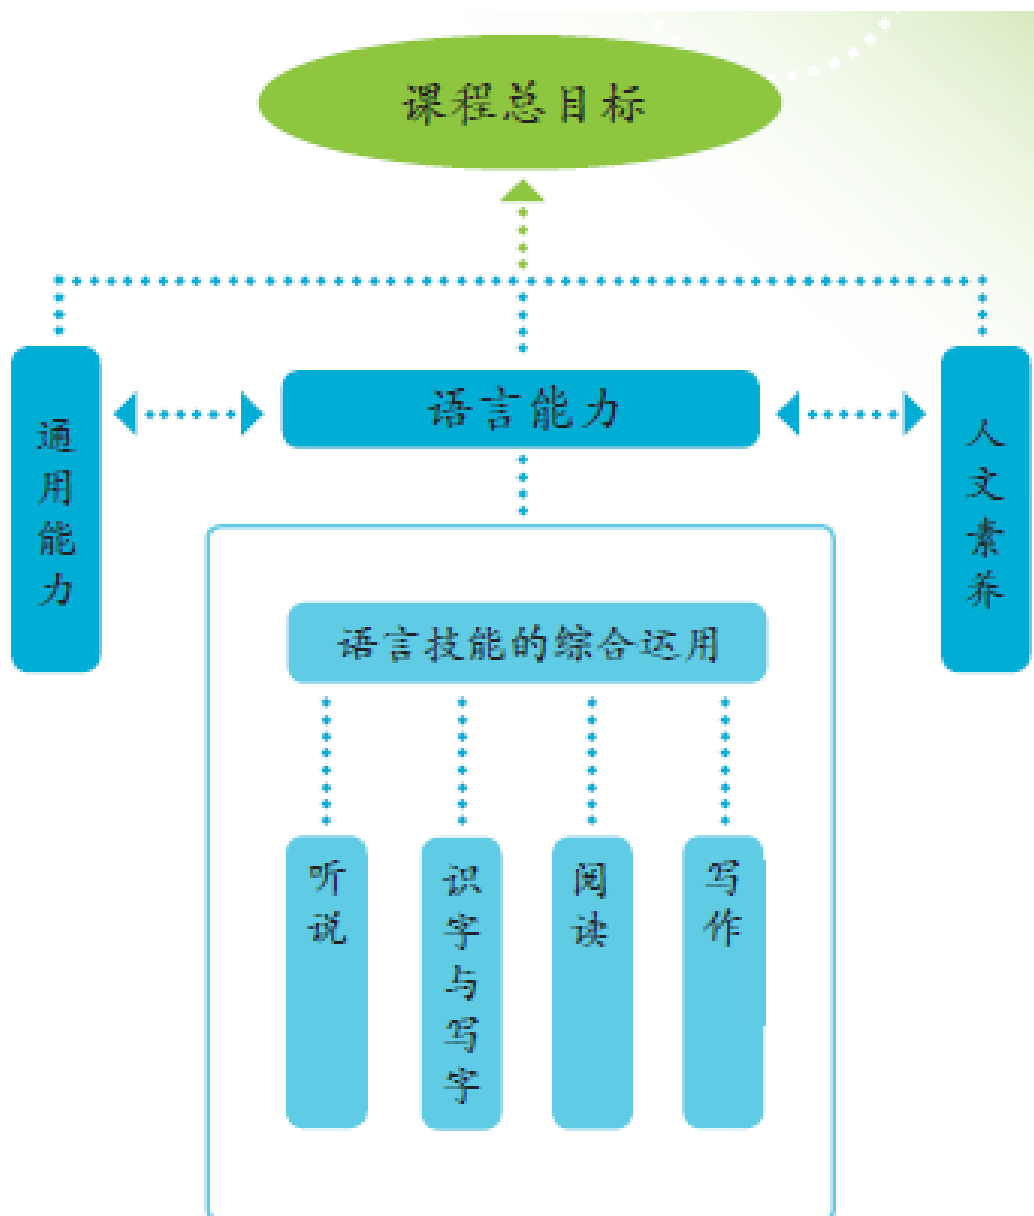 课程总目标
通用能力
语言能力
人文素养
语言技能的综合运用
听说
识字与写字
阅读
写作